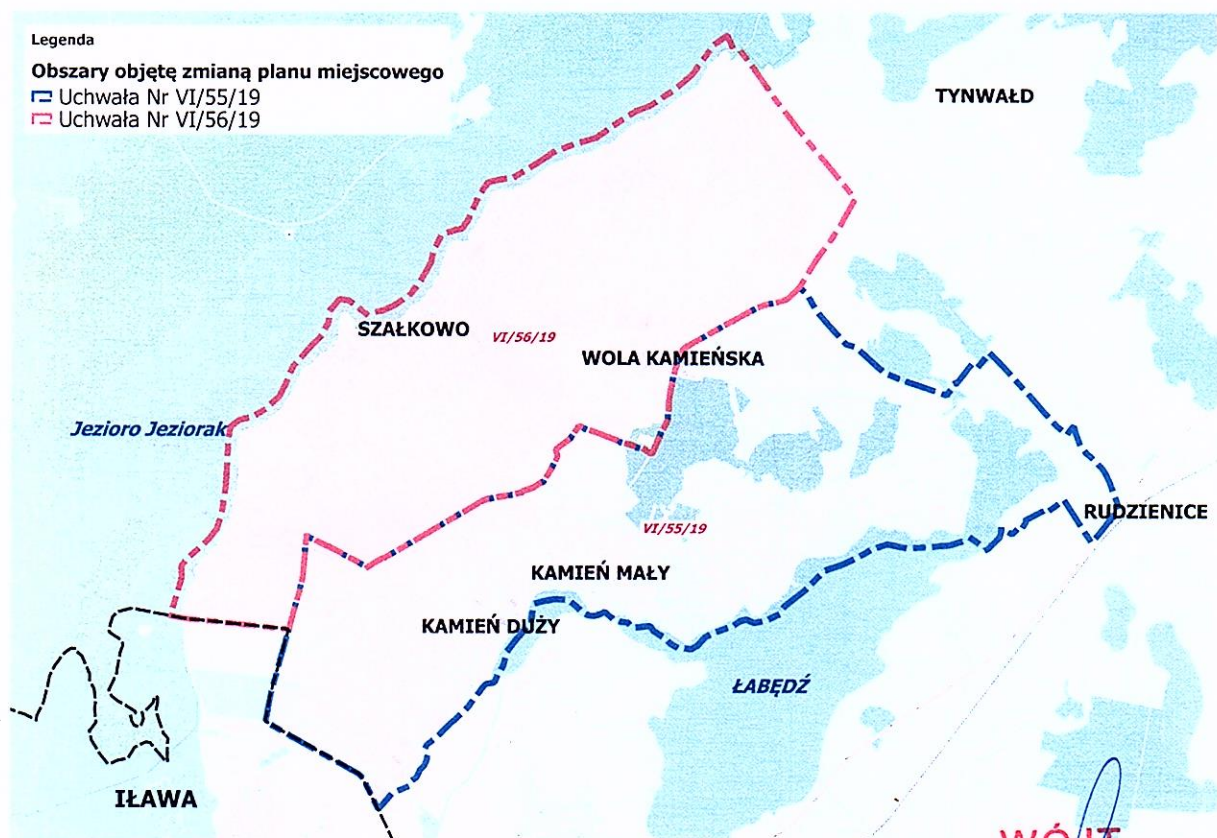 Legenda
Obszary objętę zmianą planu miejscowego
Uchwała Nr VI/55/19
Uchwała Nr VI/56/19
TYNWAŁD
SZAŁKOWO
VI/56/19
WOLA KAMIEŃSKA
Jezioro Jeziorak
RUDZIENICE
VI/55/19
KAMIEŃ MAŁY
KAMIEŃ DUŻY
ŁABĘDŹ
IŁAWA
WÓJT